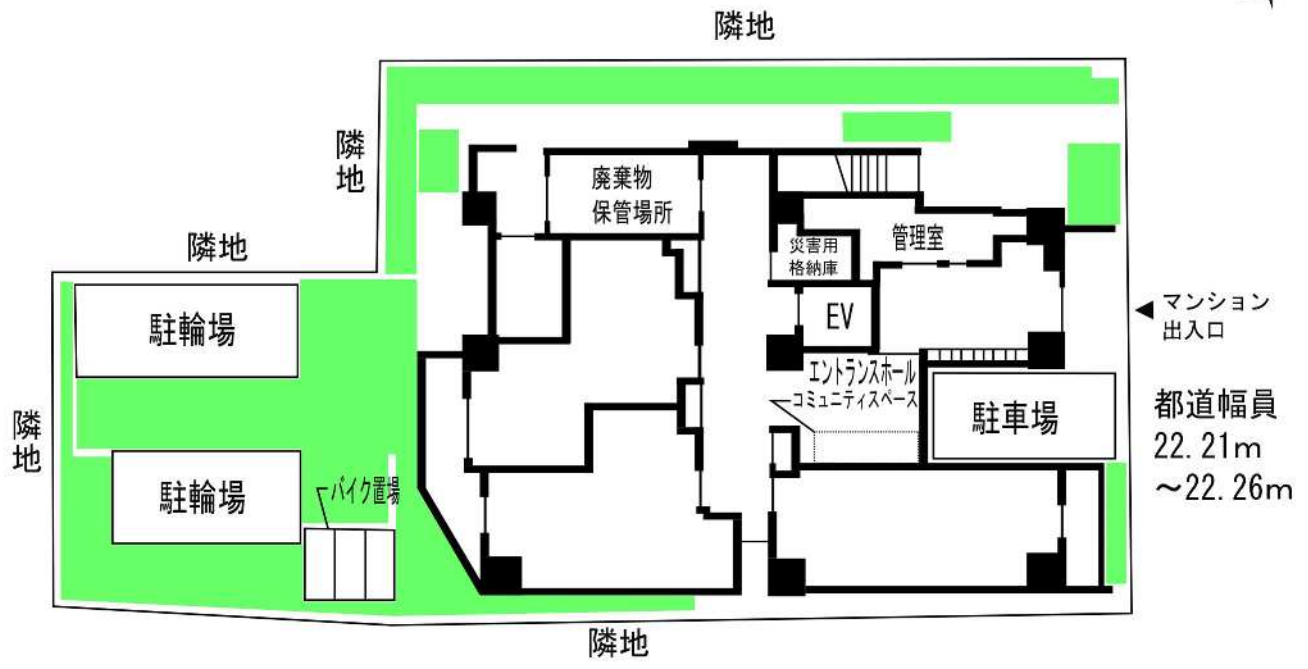 隣地
隣地
廃棄物
保管場所
管理室
災害用
格納庫
隣地
EV
◀マンション
出入口
駐輪場
エントランスホール
コミュニティスペース
駐車場
都道幅員
22.21m
～22.26m
隣地
駐輪場
バイク置場
隣地